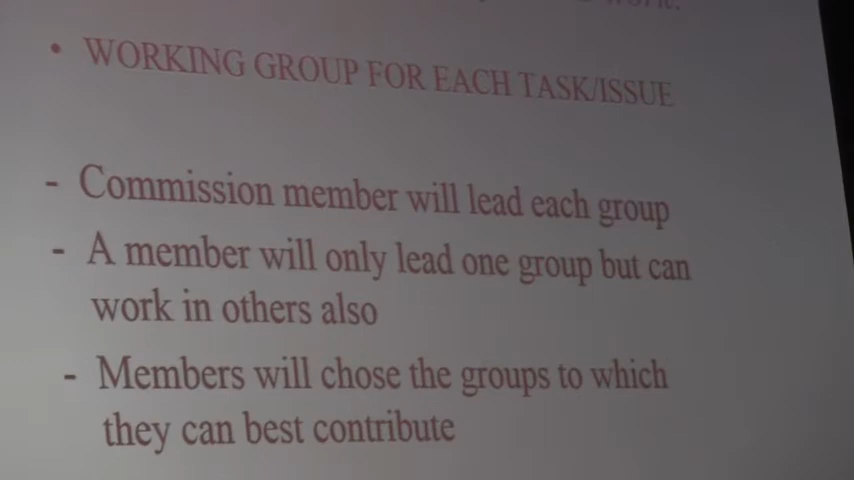 • WORKING GROUP FOR EACH TASK/ISSUE
- Commission member will lead each group
- A member will only lead one group but can
work in others also
- Members will chose the groups to which
they can best contribute